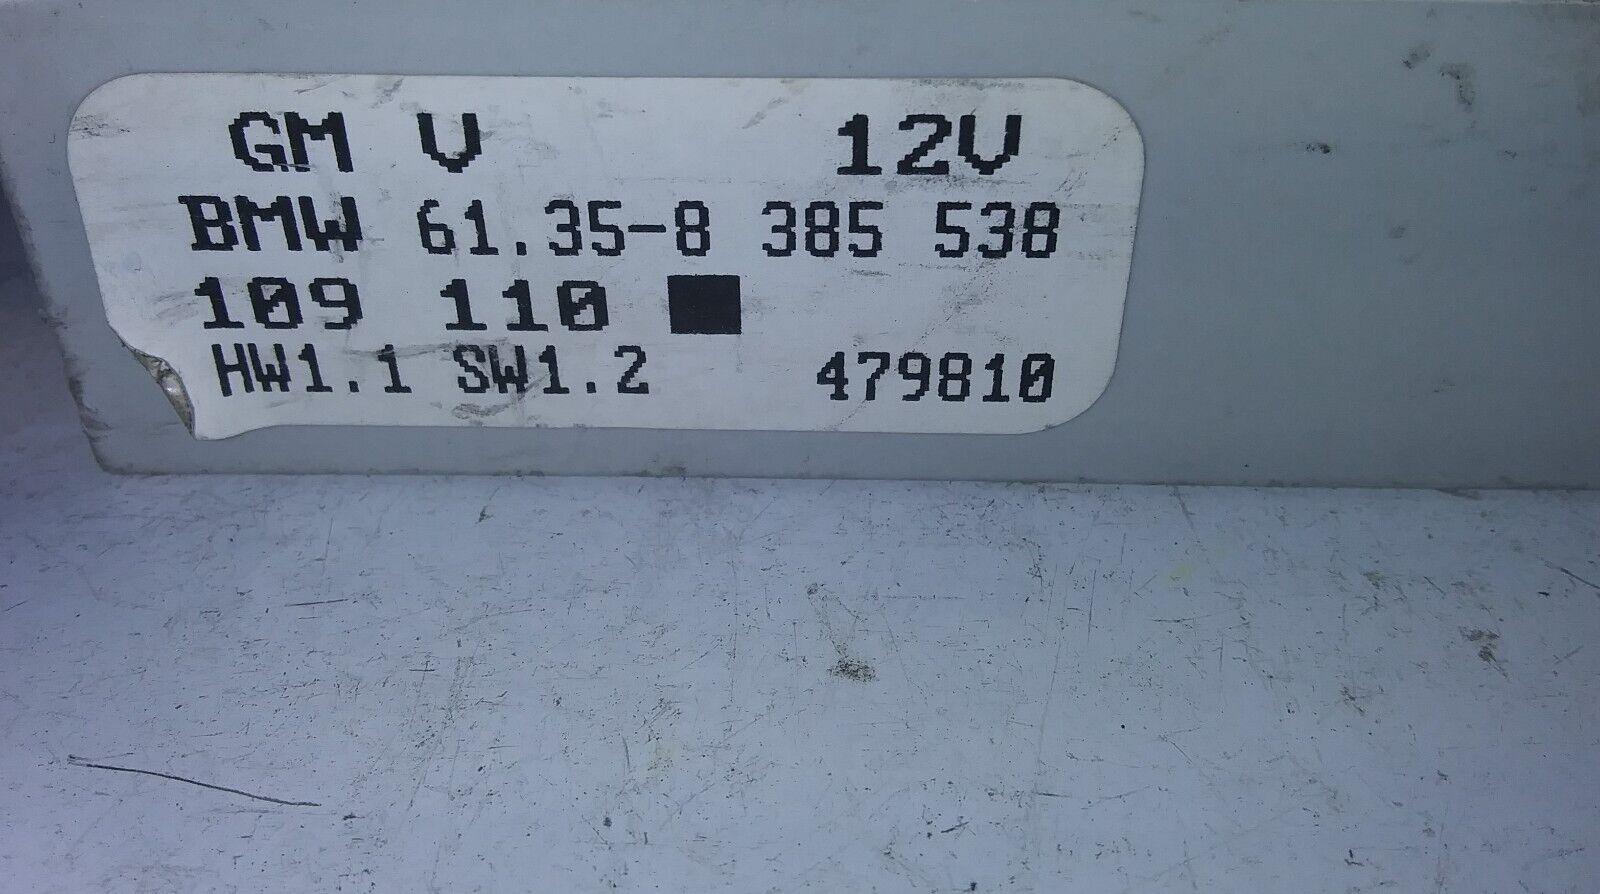 GM V 12V
BMW 61.35-8 385 538
109 110
HW1.1 SW1.2 479810